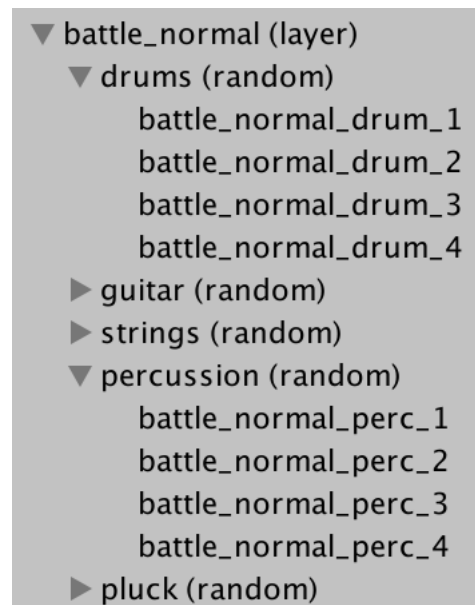 battle_normal (layer)
drums (random)
battle_normal_drum_1
battle_normal_drum_2
battle_normal_drum_3
battle_normal_drum_4
guitar (random)
strings (random)
percussion (random)
battle_normal_perc_1
battle_normal_perc_2
battle_normal_perc_3
battle_normal_perc_4
pluck (random)